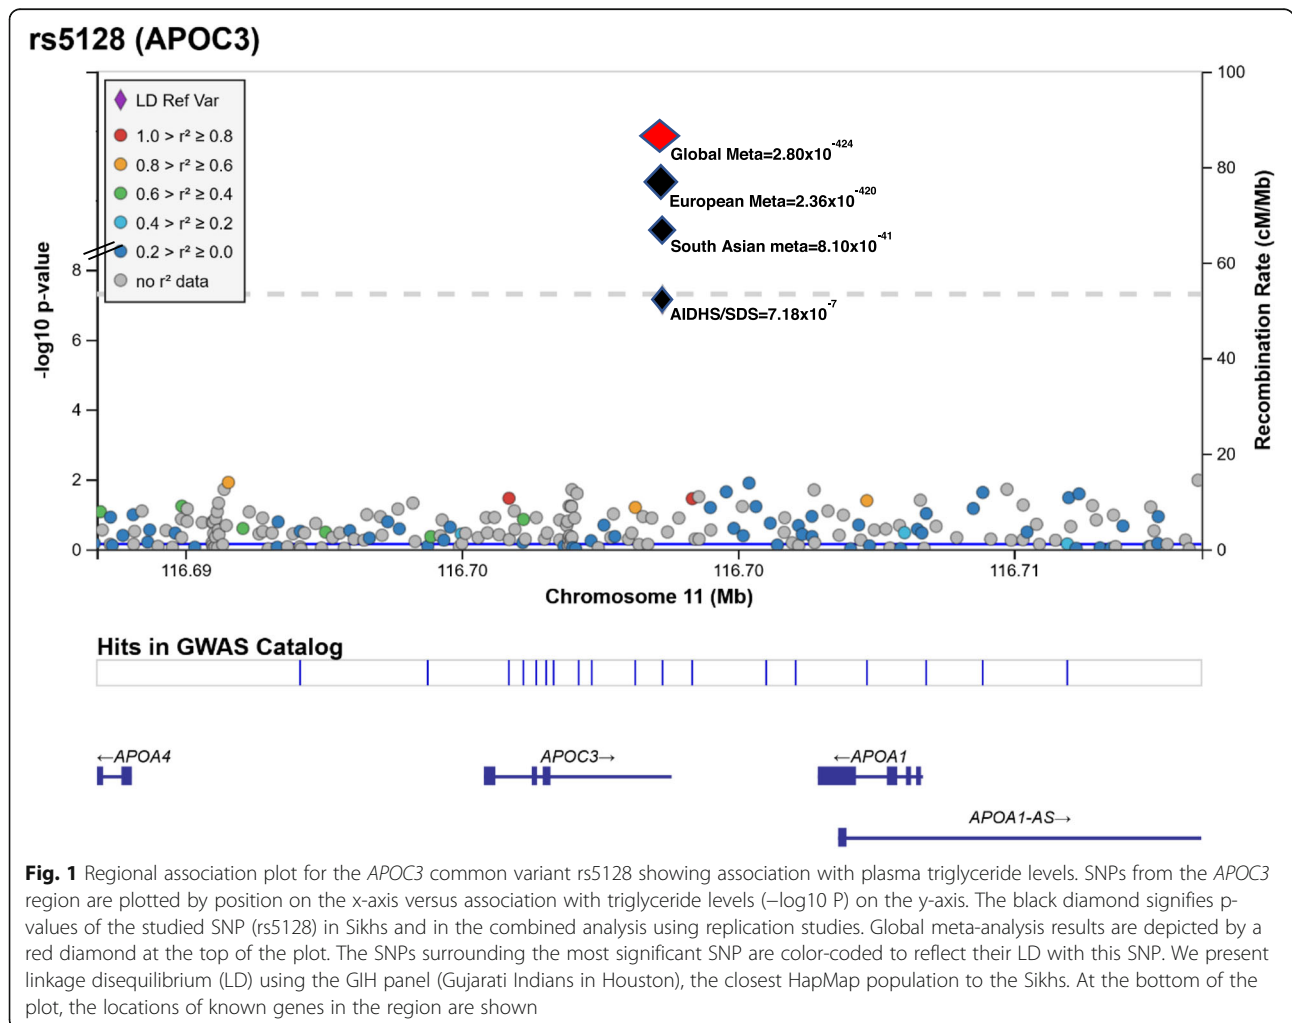 rs5128 (APOC3)
LD Ref Var
1.0 > r² ≥ 0.8
0.8 > r² ≥ 0.6
0.6 > r² ≥ 0.4
0.4 > r² ≥ 0.2
0.2 > r² ≥ 0.0
no r² data
Global Meta=2.80x10-424
European Meta=2.36x10-420
South Asian meta=8.10x10-41
AIDHS/SDS=7.18x10-7
-log10 p-value
8
6
4
2
0
100
80
60
40
20
0
Recombination Rate (cM/Mb)
116.69 116.70 116.70 116.71
Chromosome 11 (Mb)
Hits in GWAS Catalog
←APOA4 APOC3→ ←APOA1
APOA1-AS→
Fig. 1 Regional association plot for the APOC3 common variant rs5128 showing association with plasma triglyceride levels. SNPs from the APOC3
region are plotted by position on the x-axis versus association with triglyceride levels (−log10 P) on the y-axis. The black diamond signifies p-
values of the studied SNP (rs5128) in Sikhs and in the combined analysis using replication studies. Global meta-analysis results are depicted by a
red diamond at the top of the plot. The SNPs surrounding the most significant SNP are color-coded to reflect their LD with this SNP. We present
linkage disequilibrium (LD) using the GIH panel (Gujarati Indians in Houston), the closest HapMap population to the Sikhs. At the bottom of the
plot, the locations of known genes in the region are shown